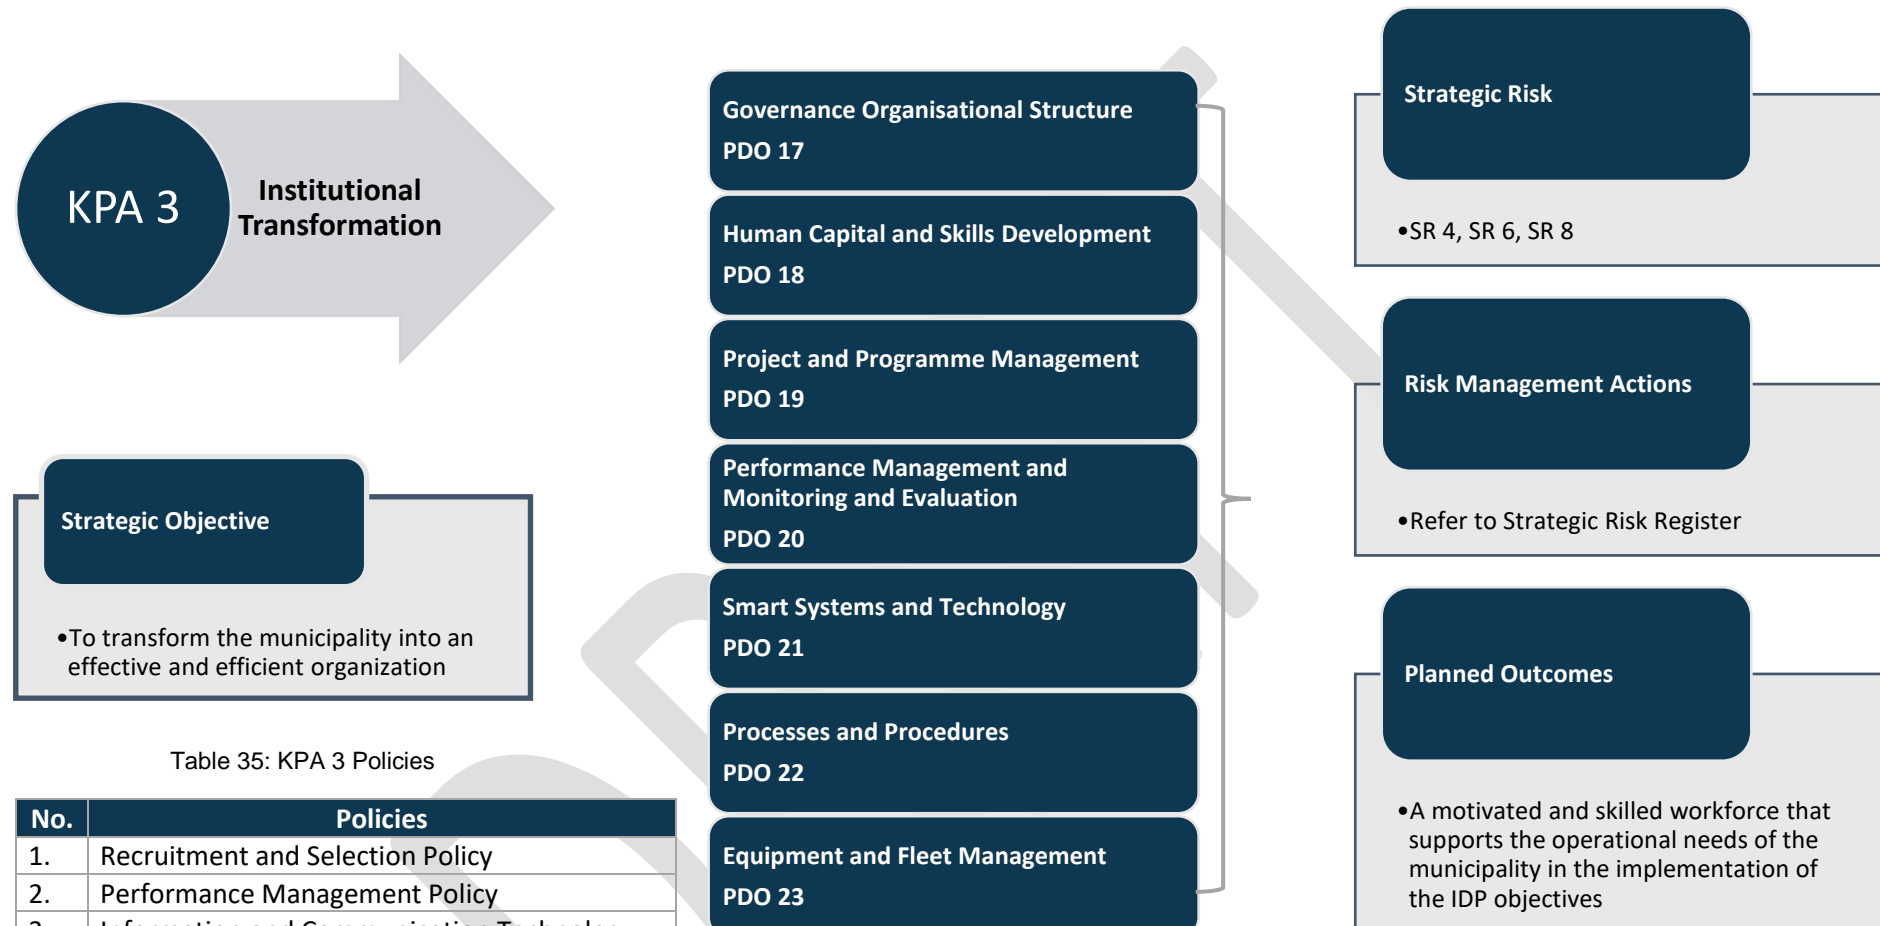 KPA 3
Institutional
Transformation
Strategic Objective
•To transform the municipality into an
effective and efficient organization
Table 35: KPA 3 Policies
No. Policies
1. Recruitment and Selection Policy
2. Performance Management Policy
Information and Communication
Governance Organisational Structure
PDO 17
Human Capital and Skills Development
PDO 18
Project and Programme Management
PDO 19
Performance Management and
Monitoring and Evaluation
PDO 20
Smart Systems and Technology
PDO 21
Processes and Procedures
PDO 22
Equipment and Fleet Management
PDO 23
Strategic Risk
•SR 4, SR 6, SR 8
Risk Management Actions
•Refer to Strategic Risk Register
Planned Outcomes
•A motivated and skilled workforce that
supports the operational needs of the
municipality in the implementation of
the IDP objectives